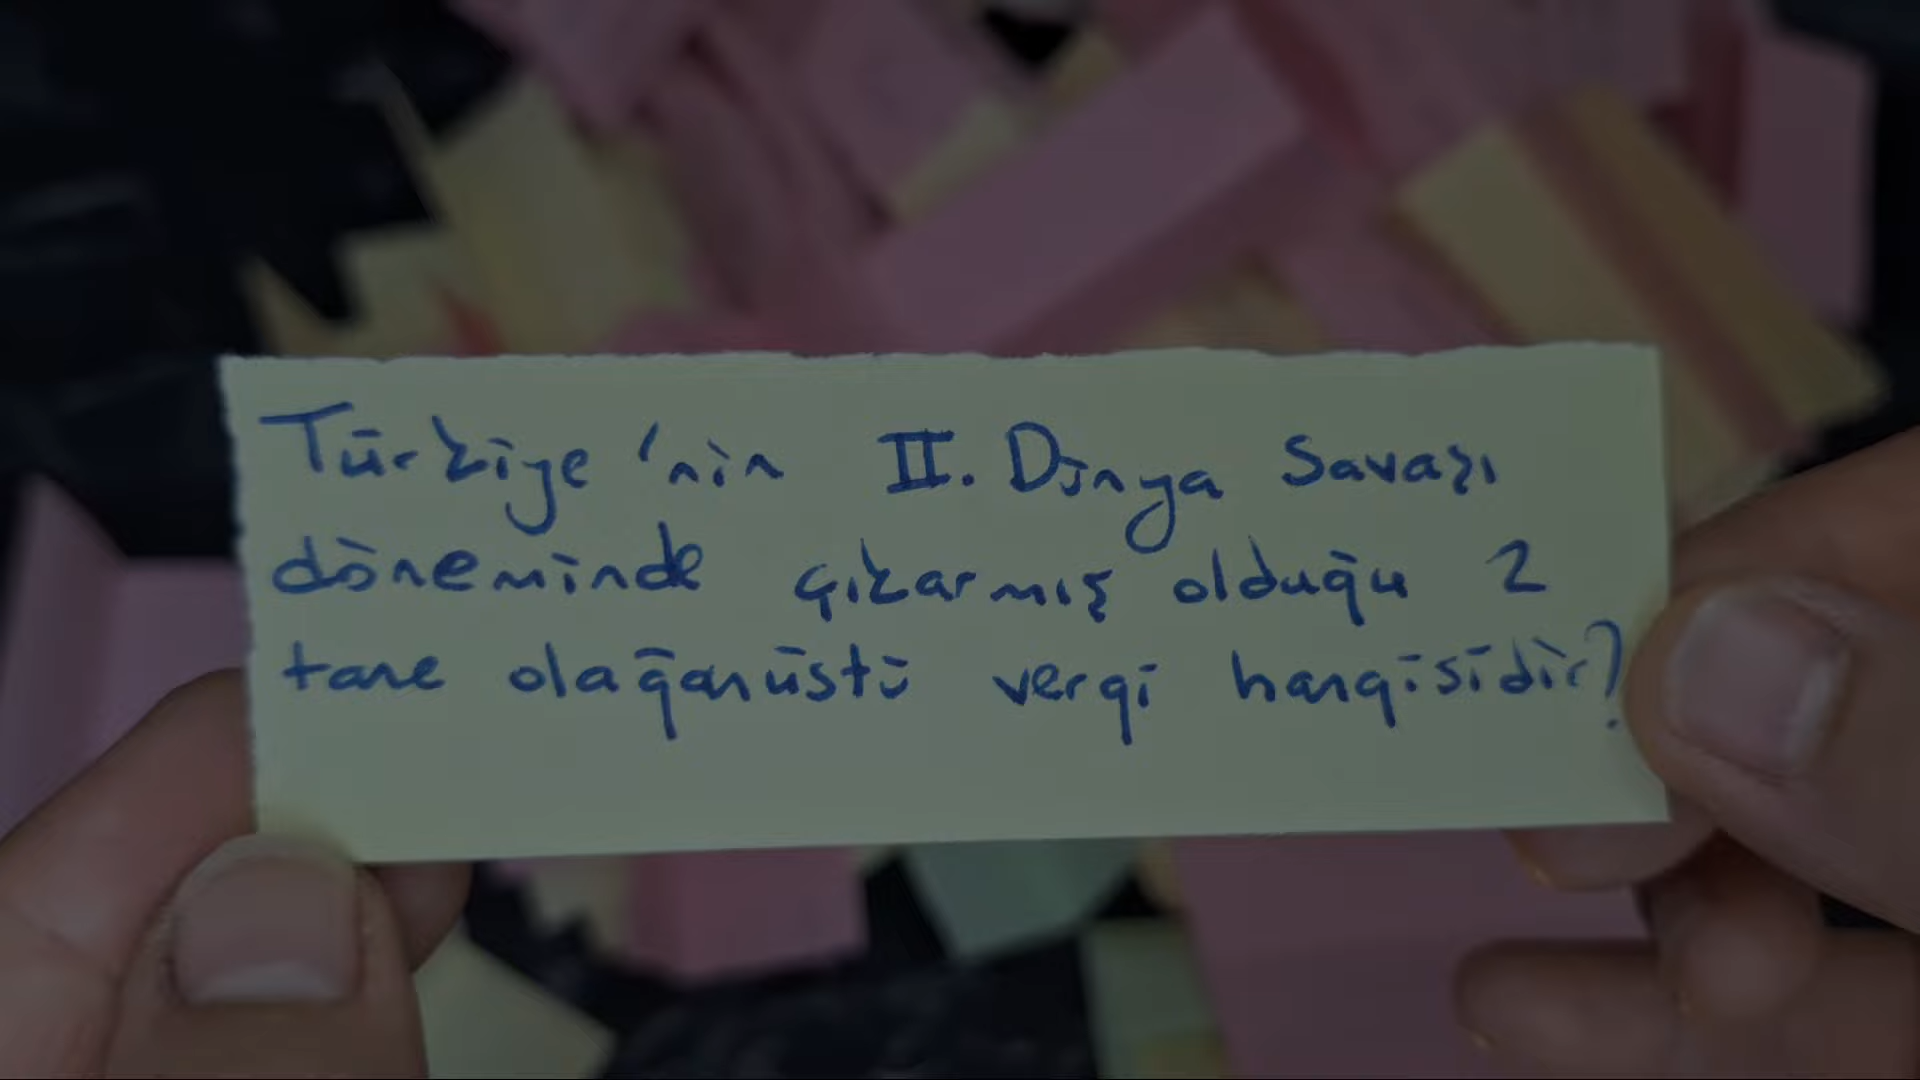 Türkiye'nin II. Dünya Savaşı
döneminde çıkarmış olduğu 2
tane olağanüstü vergi hangisidir?